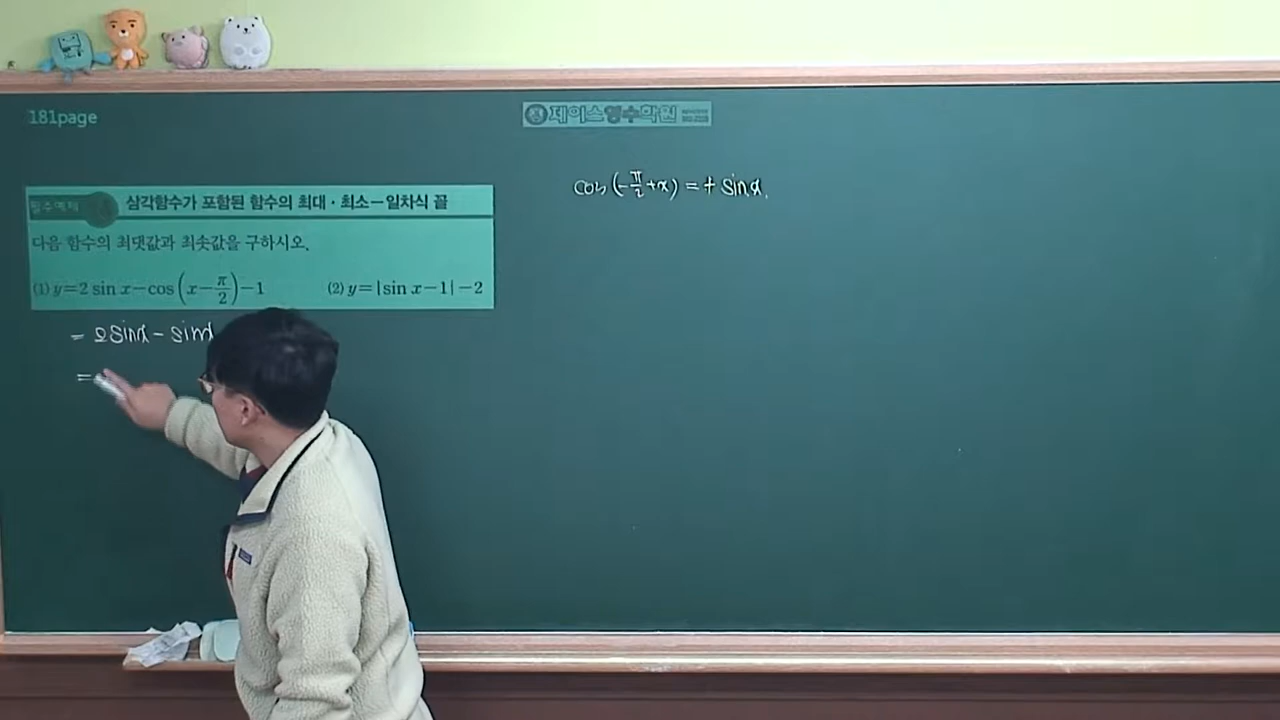 181page
제이스영수학원
필수예제
삼각함수가 포함된 함수의 최대·최소-일차식 꼴
다음 함수의 최댓값과 최솟값을 구하시오.
(1) y=2 sin x-cos(x-π/2)-1
(2) y=|sin x-1|-2
cos(-π/2+x)=+ sin x.
= 2sin x - sin x
=